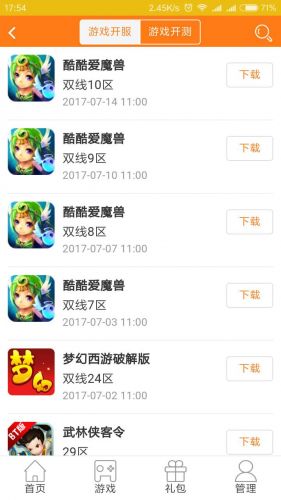 17:54
2.45K/s
71%
游戏开服
游戏开测
酷酷爱魔兽
双线10区
2017-07-14 11:00
下载
酷酷爱魔兽
双线9区
2017-07-10 11:00
下载
酷酷爱魔兽
双线8区
2017-07-07 11:00
下载
酷酷爱魔兽
双线7区
2017-07-03 11:00
下载
梦幻
梦幻西游破解版
双线24区
下载
BT版
武林侠客令
29区
下载
首页
游戏
礼包
管理